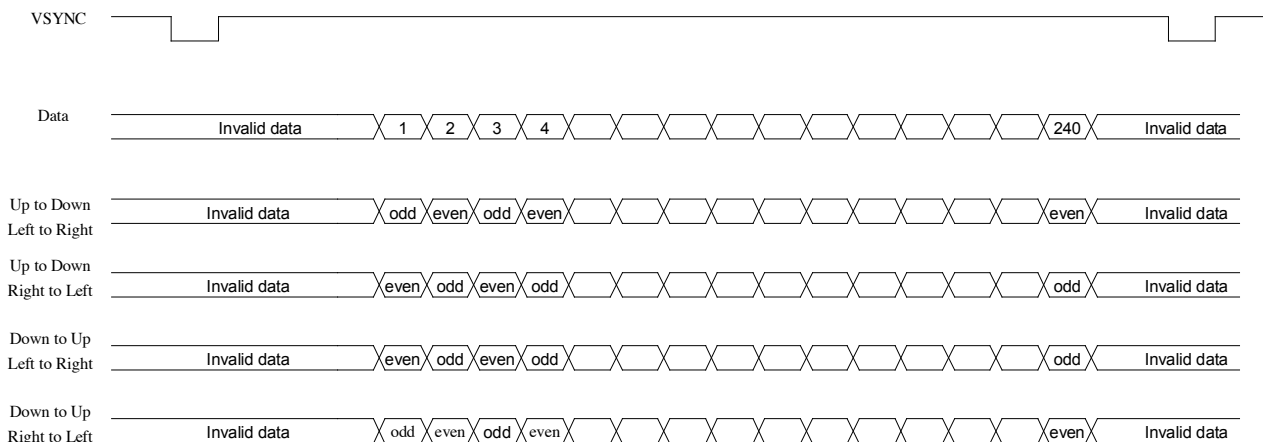 VSYNC
Data Invalid data 1 2 3 4 240 Invalid data
Up to Down
Left to Right
Invalid data odd even odd even even Invalid data
Up to Down
Right to Left
Invalid data even odd even odd odd Invalid data
Down to Up
Left to Right
Invalid data even odd even odd odd Invalid data
Down to Up
Right to Left
Invalid data odd even odd even even Invalid data